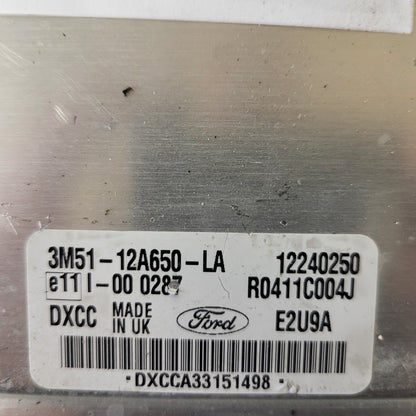 3M51-12A650-LA 12240250
e11 I-00 0287 R0411C004J
DXCC MADE IN UK Ford E2U9A
·DXCCA33151498·